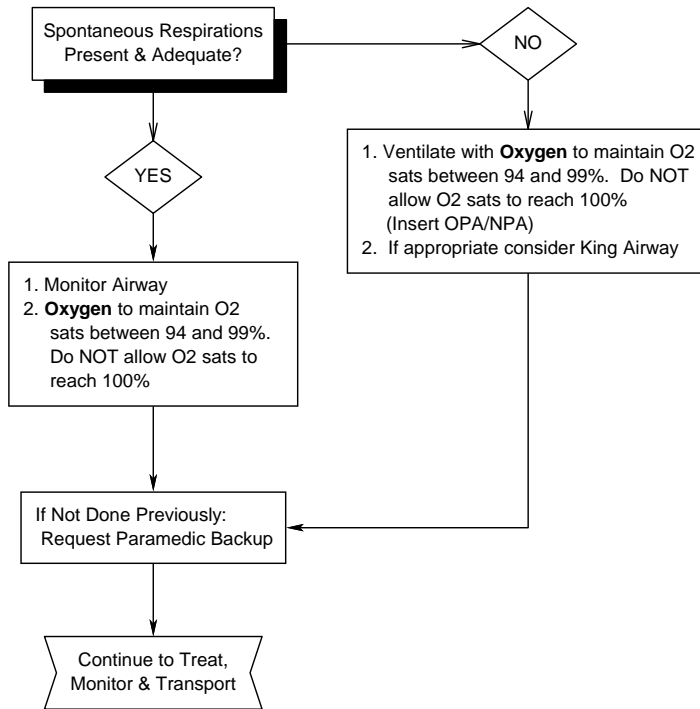 Spontaneous Respirations
Present & Adequate?
NO
YES
1. Ventilate with Oxygen to maintain O2
sats between 94 and 99%.  Do NOT
allow O2 sats to reach 100%
(Insert OPA/NPA)
2.  If appropriate consider King Airway
1. Monitor Airway
2. Oxygen to maintain O2
sats between 94 and 99%.
Do NOT allow O2 sats to
reach 100%
If Not Done Previously:
Request Paramedic Backup
Continue to Treat,
Monitor & Transport